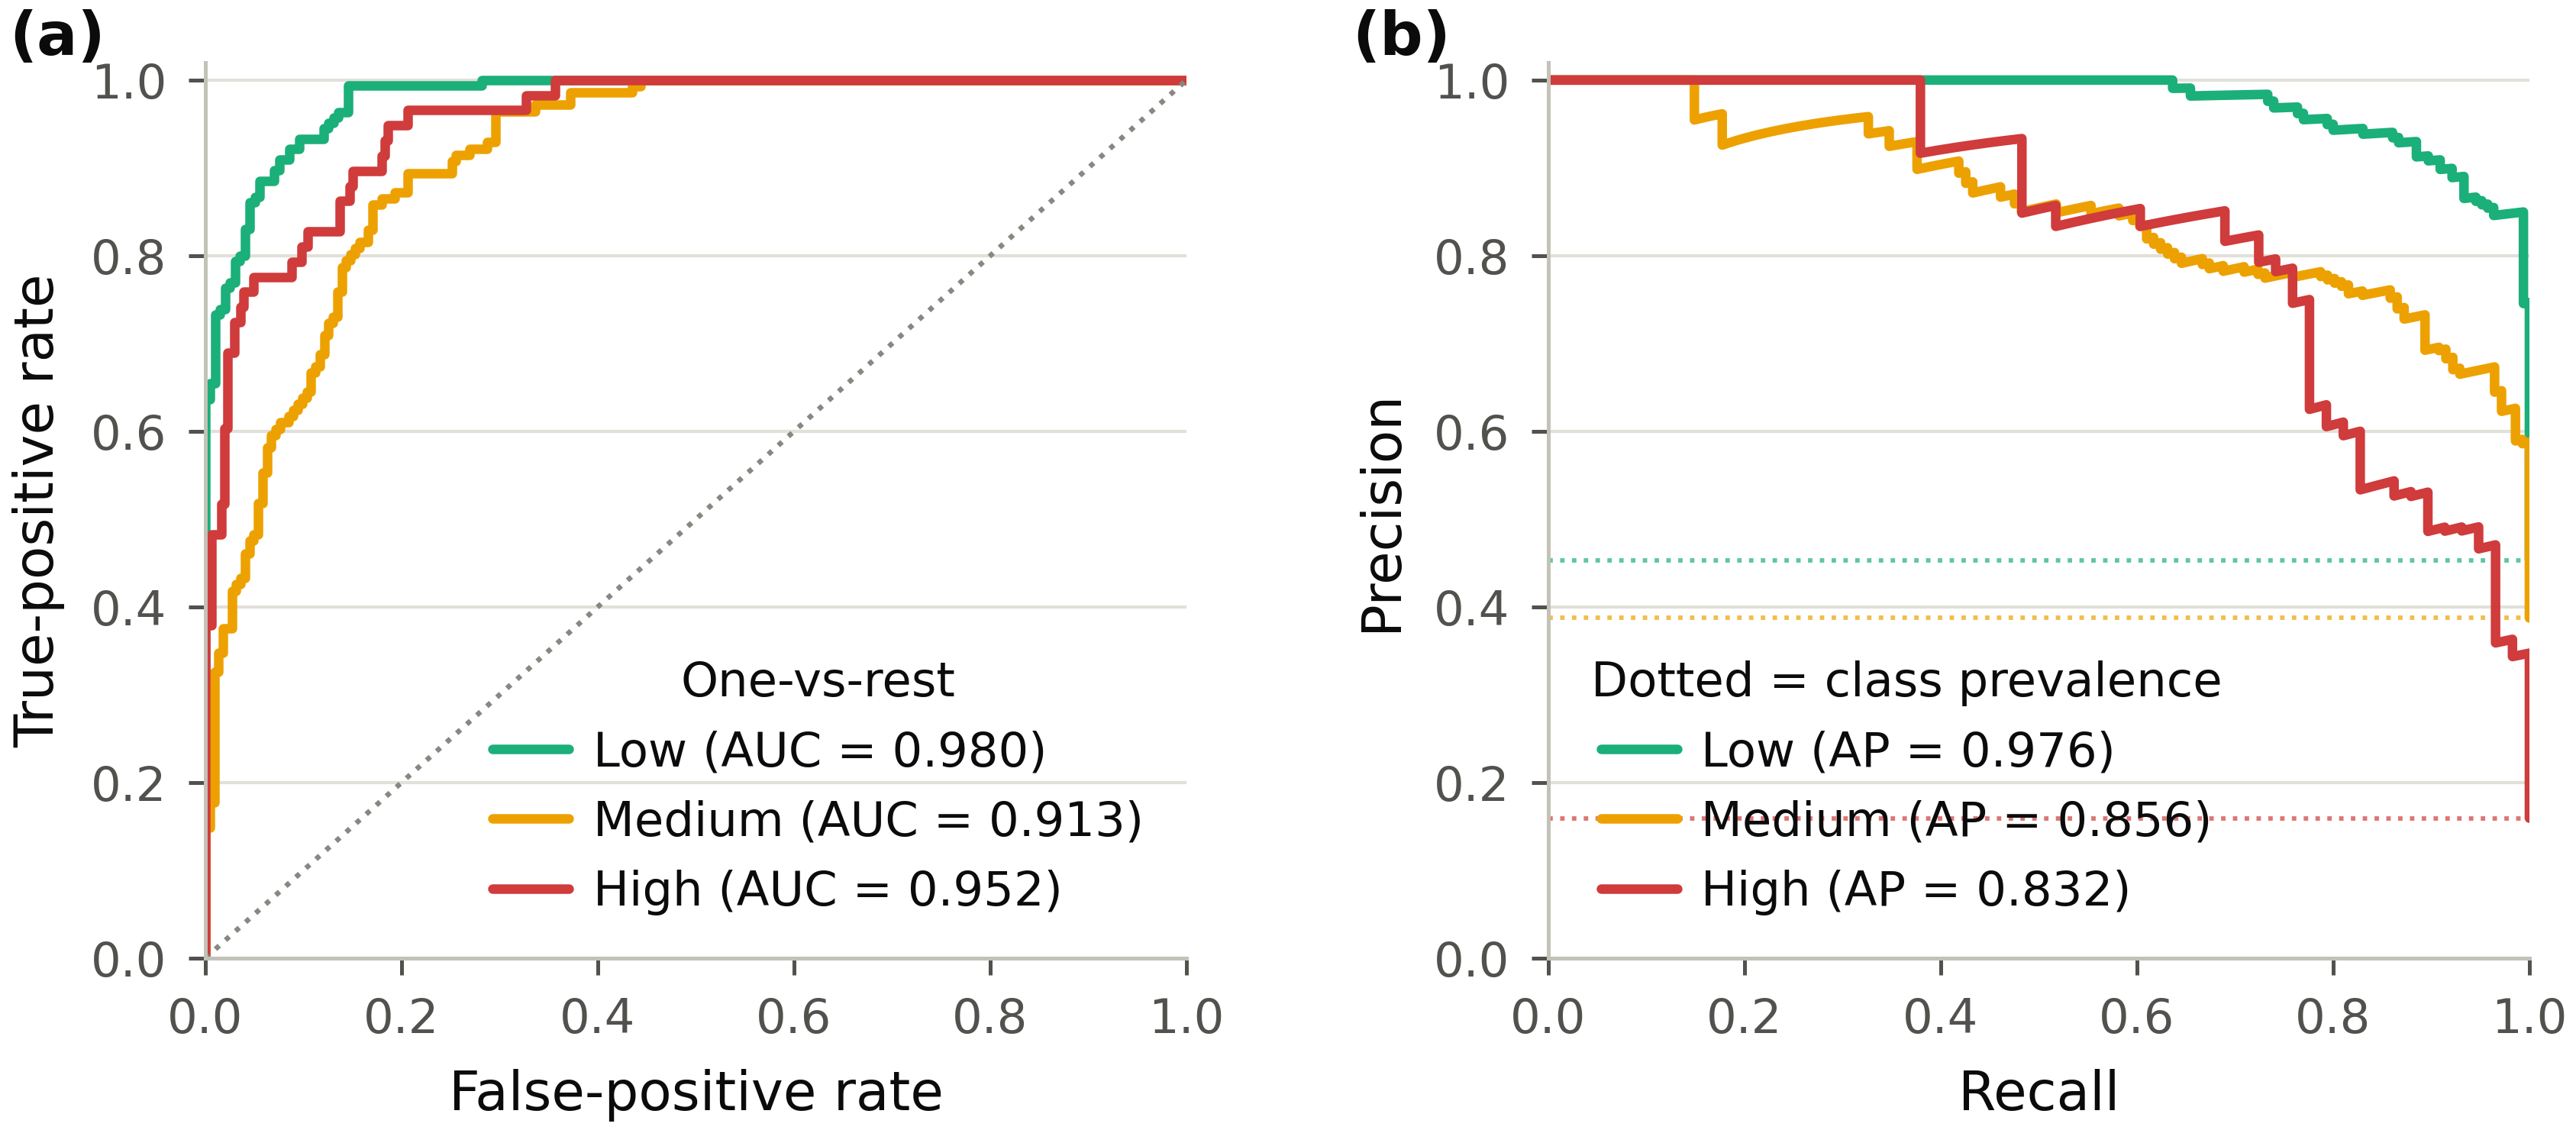 (a)
1.0
0.8
0.6
0.4
0.2
0.0
True-positive rate
0.0 0.2 0.4 0.6 0.8 1.0
False-positive rate
One-vs-rest
Low (AUC = 0.980)
Medium (AUC = 0.913)
High (AUC = 0.952)
(b)
1.0
0.8
0.6
0.4
0.2
0.0
Precision
0.0 0.2 0.4 0.6 0.8 1.0
Recall
Dotted = class prevalence
Low (AP = 0.976)
Medium (AP = 0.856)
High (AP = 0.832)